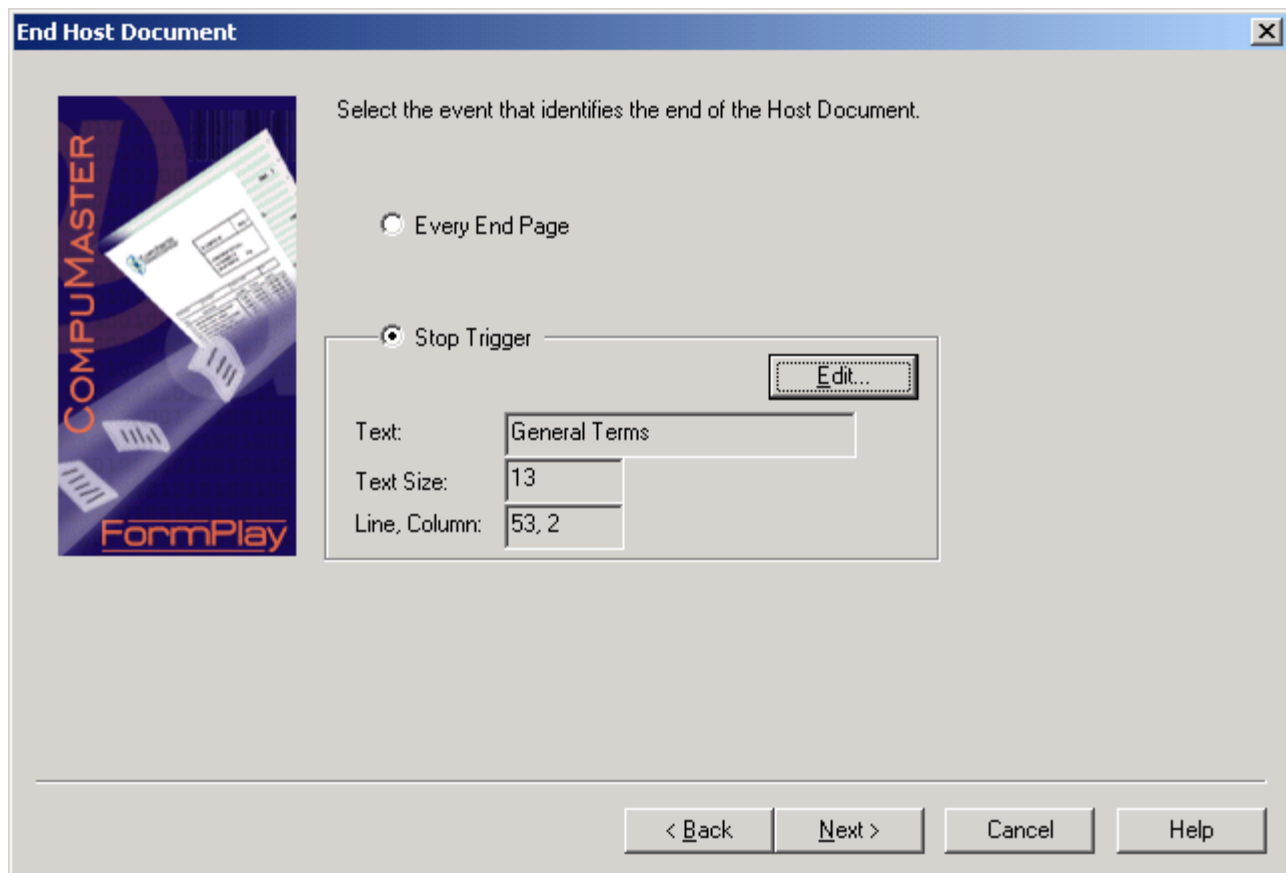 End Host Document
COMPUMASTER
FormPlay
Select the event that identifies the end of the Host Document.
Every End Page
Stop Trigger
Edit...
Text: General Terms
Text Size: 13
Line, Column: 53, 2
< Back Next > Cancel Help